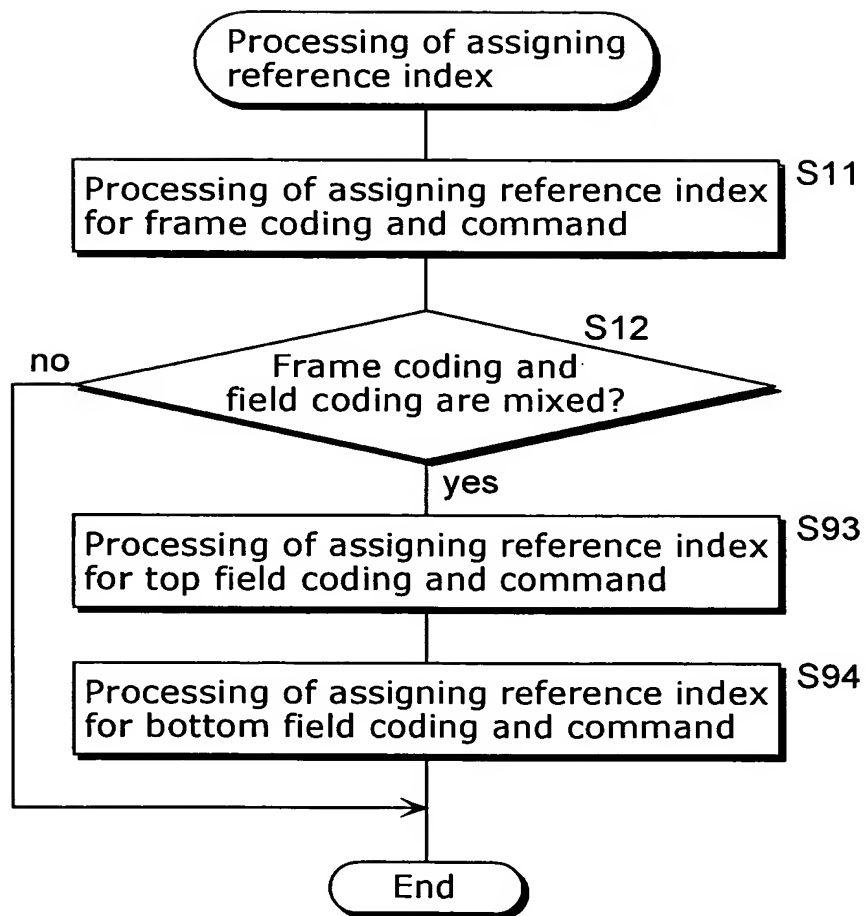 Processing of assigning
reference index
Processing of assigning reference index
for frame coding and command
S11
S12
no
Frame coding and
field coding are mixed?
yes
Processing of assigning reference index
for top field coding and command
S93
Processing of assigning reference index
for bottom field coding and command
S94
End